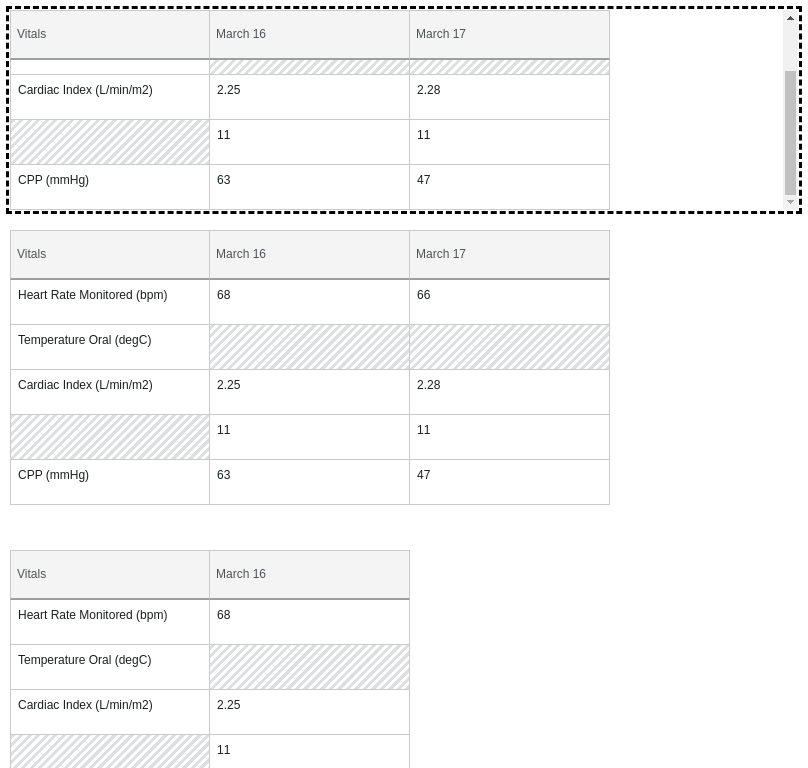 Vitals March 16 March 17
Cardiac Index (L/min/m2) 2.25 2.28
11 11
CPP (mmHg) 63 47
Vitals March 16 March 17
Heart Rate Monitored (bpm) 68 66
Temperature Oral (degC)
Cardiac Index (L/min/m2) 2.25 2.28
11 11
CPP (mmHg) 63 47
Vitals March 16
Heart Rate Monitored (bpm) 68
Temperature Oral (degC)
Cardiac Index (L/min/m2) 2.25
11